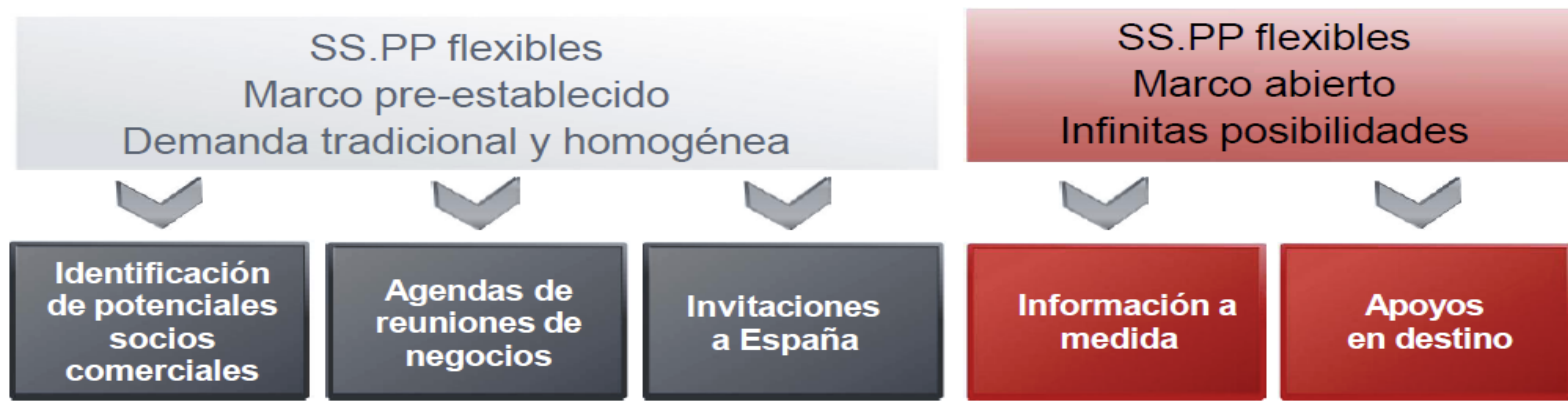 SS.PP flexibles
Marco pre-establecido
Demanda tradicional y homogénea
SS.PP flexibles
Marco abierto
Infinitas posibilidades
Identificación
de potenciales
socios
comerciales
Agendas de
reuniones de
negocios
Invitaciones
a España
Información a
medida
Apoyos
en destino